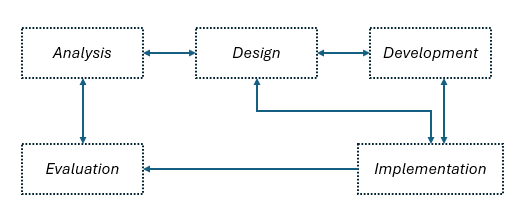 Analysis
Design
Development
Evaluation
Implementation